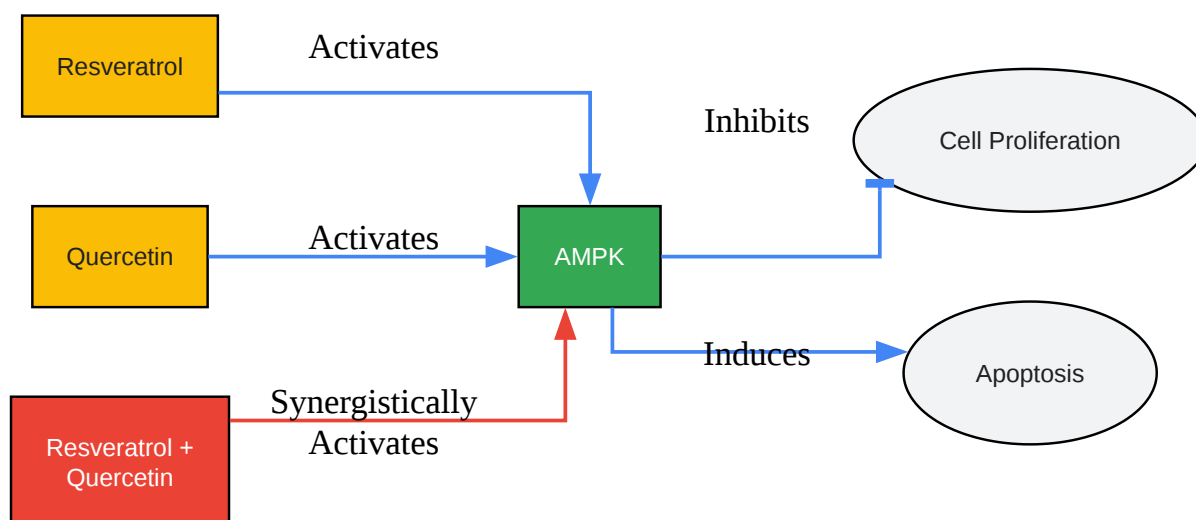 Resveratrol
Activates
Inhibits
Cell Proliferation
Quercetin
Activates
AMPK
Induces
Apoptosis
Synergistically
Activates
Resveratrol +
Quercetin